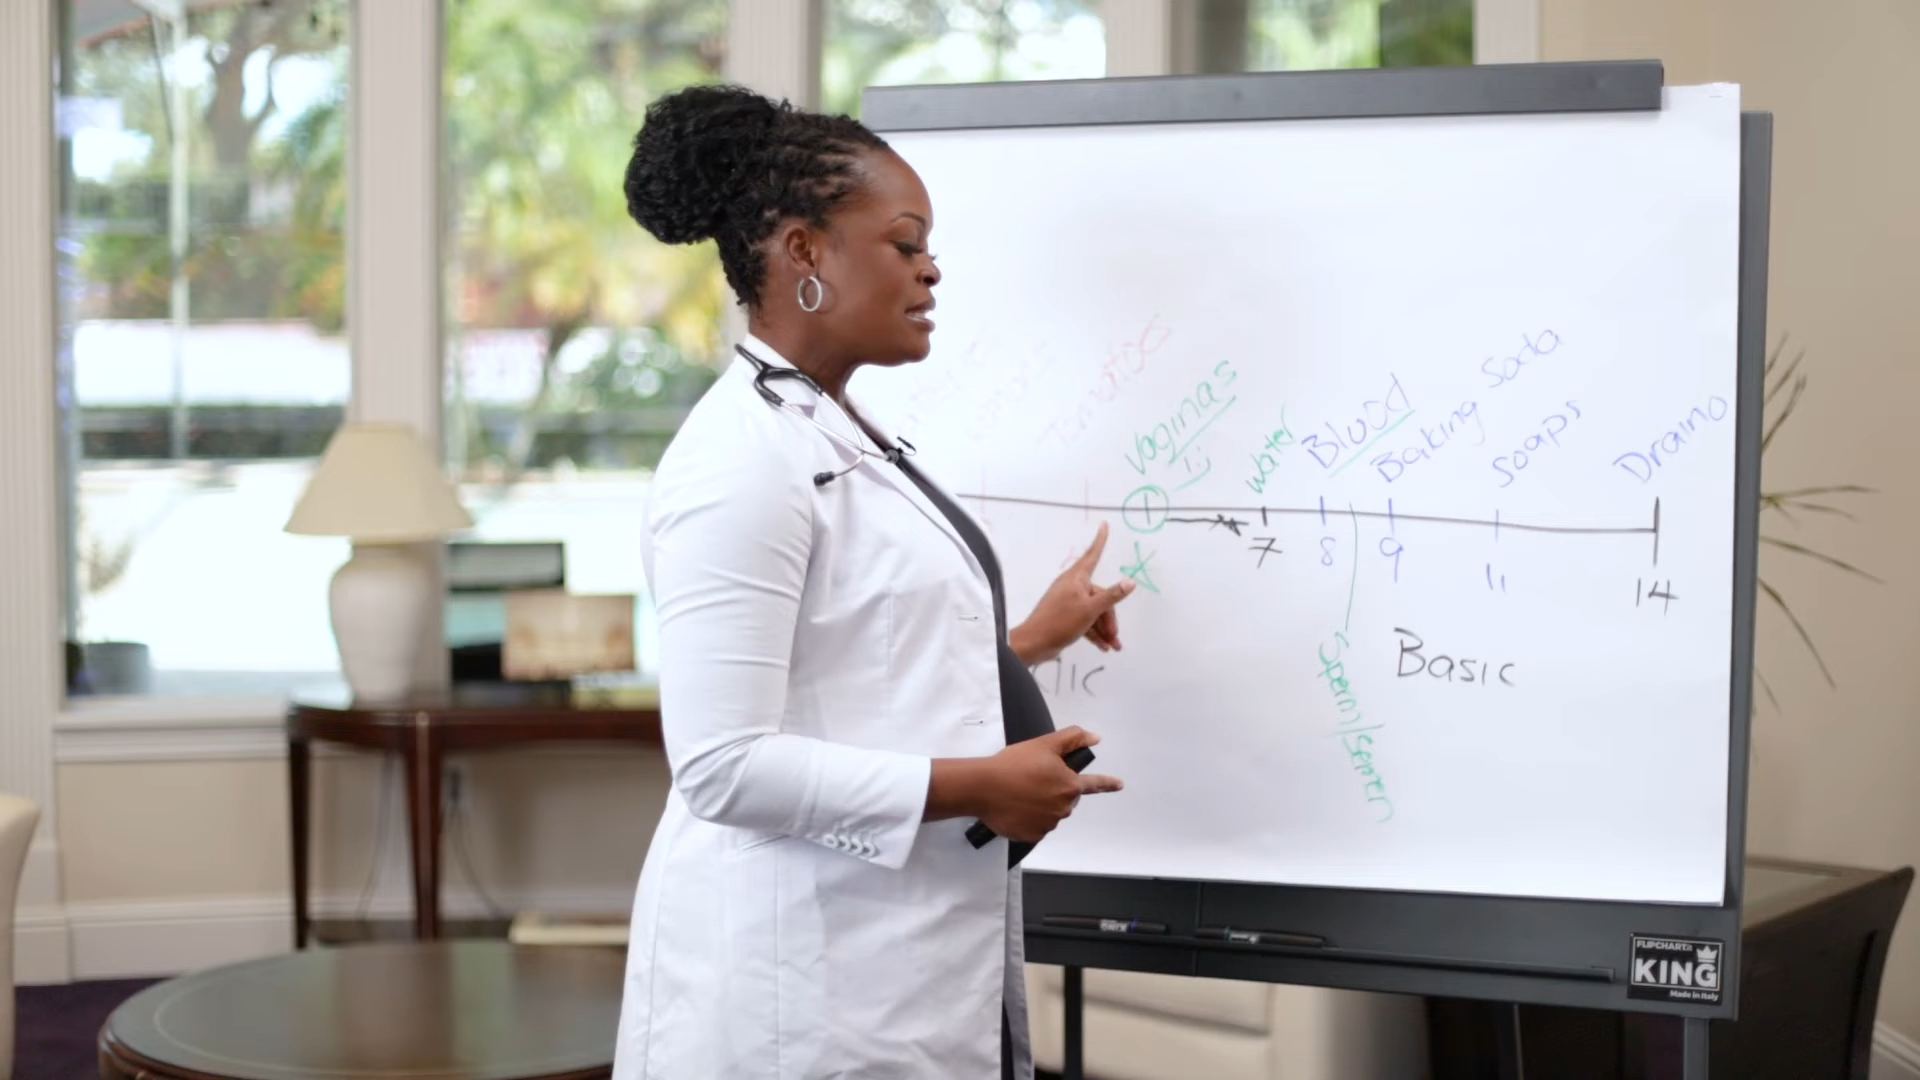 Tomatoes
Vaginas
Water
Blood
Baking Soda
Soaps
Draino
7
8
9
11
14
Basic
Sperm/semen
FLIPCHART
KING
Made in Italy